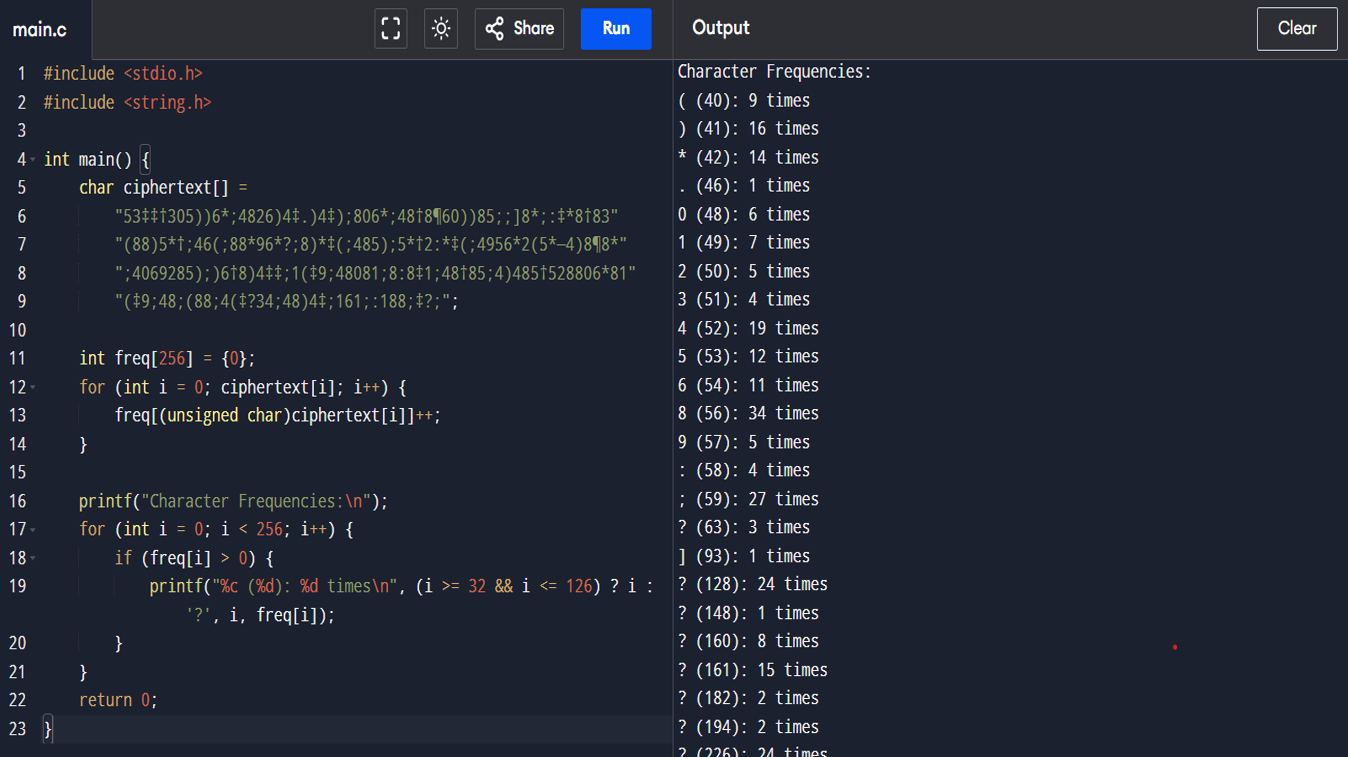 main.c
Share
Run
Output
Clear
1 #include <stdio.h>
2 #include <string.h>
3
4 int main() {
5 char ciphertext[] =
6 "53‡‡†305))6*;4826)4‡.)4‡);806*;48†8¶60))85;;]8*;:‡*8†83"
7 "(88)5*†;46(;88*96*?;8)*‡(;485);5*†2:*‡(;4956*2(5*—4)8¶8*"
8 ";4069285);)6†8)4‡‡;1(‡9;48081;8:8‡1;48†85;4)485†528806*81"
9 "(‡9;48;(88;4(‡?34;48)4‡;161;:188;‡?;";
10
11 int freq[256] = {0};
12 for (int i = 0; ciphertext[i]; i++) {
13 freq[(unsigned char)ciphertext[i]]++;
14 }
15
16 printf("Character Frequencies:\n");
17 for (int i = 0; i < 256; i++) {
18 if (freq[i] > 0) {
19 printf("%c (%d): %d times\n", (i >= 32 && i <= 126) ? i :
'?', i, freq[i]);
20 }
21 }
22 return 0;
23 }
Character Frequencies:
( (40): 9 times
) (41): 16 times
* (42): 14 times
. (46): 1 times
0 (48): 6 times
1 (49): 7 times
2 (50): 5 times
3 (51): 4 times
4 (52): 19 times
5 (53): 12 times
6 (54): 11 times
8 (56): 34 times
9 (57): 5 times
: (58): 4 times
; (59): 27 times
? (63): 3 times
] (93): 1 times
? (128): 24 times
? (148): 1 times
? (160): 8 times
? (161): 15 times
? (182): 2 times
? (194): 2 times
? (226): 24 times